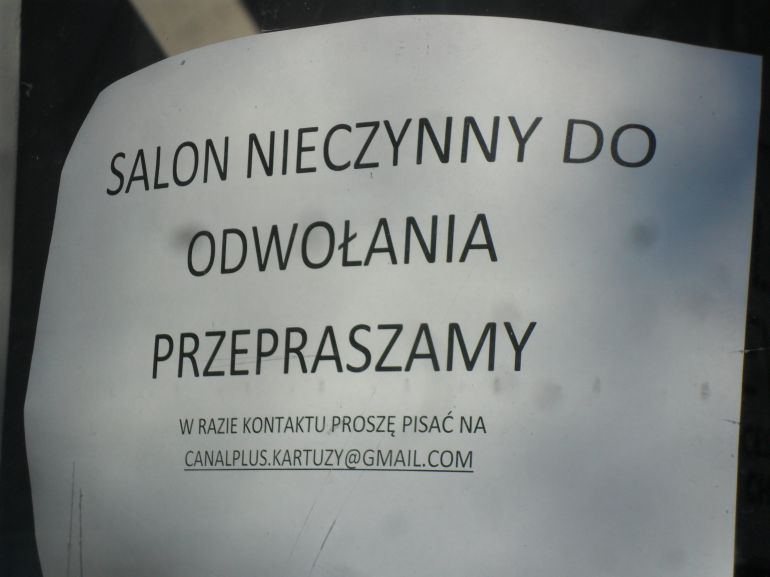 SALON NIECZYNNY DO
ODWOŁANIA
PRZEPRASZAMY
W RAZIE KONTAKTU PROSZĘ PISAĆ NA
CANALPLUS.KARTUZY@GMAIL.COM